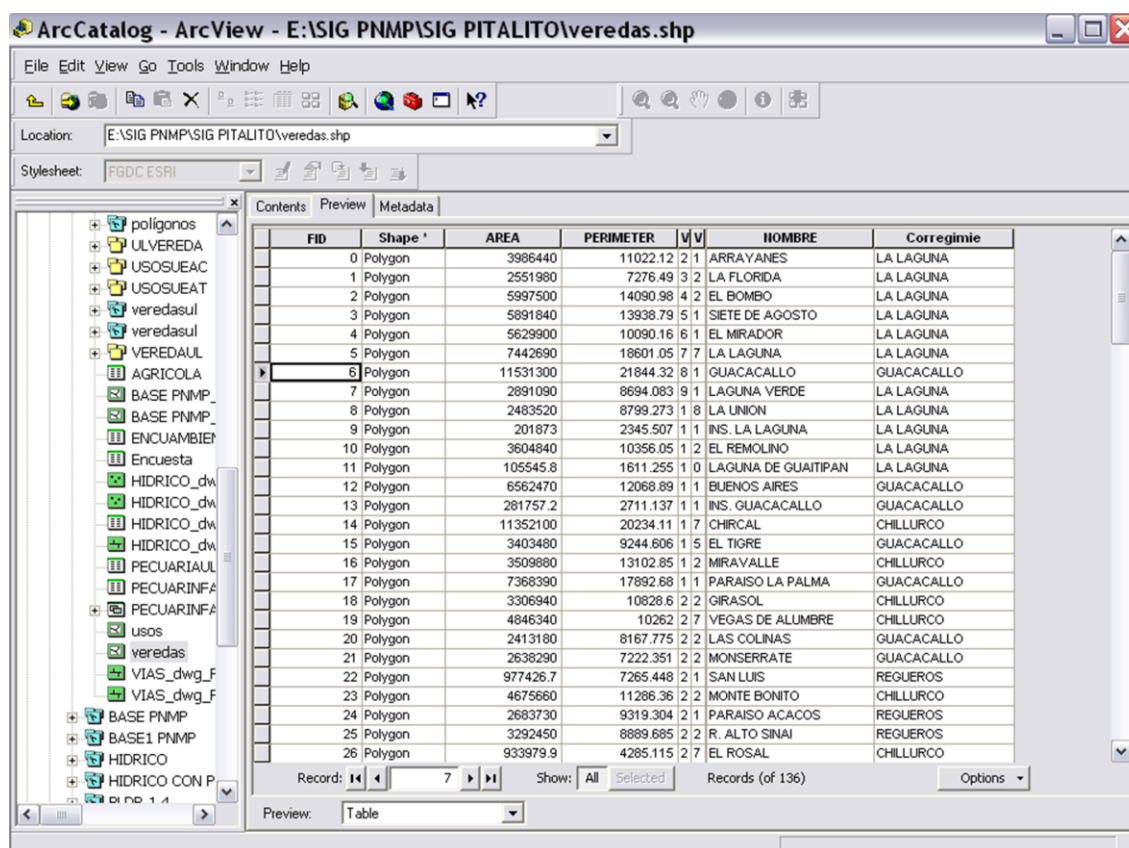 ArcCatalog - ArcView - E:\SIG PNMP\SIG PITALITO\veredas.shp
File Edit View Go Tools Window Help
Location: E:\SIG PNMP\SIG PITALITO\veredas.shp
Stylesheet: FGDC ESRI
polígonos
ULVEREDA
USOSUEAC
USOSUEAT
veredasul
veredasul
VEREDAUL
AGRICOLA
BASE PNMP_
BASE PNMP_
ENCUAMBIEN
Encuesta
HIDRICO_dw
HIDRICO_dw
HIDRICO_dw
HIDRICO_dw
PECUARIAUL
PECUARINFA
PECUARINFA
usos
veredas
VIAS_dwg_F
VIAS_dwg_F
BASE PNMP
BASE1 PNMP
HIDRICO
HIDRICO CON P
Contents Preview Metadata
FID Shape * AREA PERIMETER V V NOMBRE Corregimie
0 Polygon 3986440 11022.12 2 1 ARRAYANES LA LAGUNA
1 Polygon 2551980 7276.49 3 2 LA FLORIDA LA LAGUNA
2 Polygon 5997500 14090.98 4 2 EL BOMBO LA LAGUNA
3 Polygon 5891840 13938.79 5 1 SIETE DE AGOSTO LA LAGUNA
4 Polygon 5629900 10090.16 6 1 EL MIRADOR LA LAGUNA
5 Polygon 7442690 18601.05 7 7 LA LAGUNA LA LAGUNA
6 Polygon 11531300 21844.32 8 1 GUACACALLO GUACACALLO
7 Polygon 2891090 8694.083 9 1 LAGUNA VERDE LA LAGUNA
8 Polygon 2483520 8799.273 1 8 LA UNION LA LAGUNA
9 Polygon 201873 2345.507 1 1 INS. LA LAGUNA LA LAGUNA
10 Polygon 3604840 10356.05 1 2 EL REMOLINO LA LAGUNA
11 Polygon 105545.8 1611.255 1 0 LAGUNA DE GUAITIPAN LA LAGUNA
12 Polygon 6562470 12068.89 1 1 BUENOS AIRES GUACACALLO
13 Polygon 281757.2 2711.137 1 1 INS. GUACACALLO GUACACALLO
14 Polygon 11352100 20234.11 1 7 CHIRCAL CHILLURCO
15 Polygon 3403480 9244.606 1 5 EL TIGRE GUACACALLO
16 Polygon 3509880 13102.85 1 2 MIRAVALLE CHILLURCO
17 Polygon 7368390 17892.68 1 1 PARAISO LA PALMA GUACACALLO
18 Polygon 3306940 10828.6 2 2 GIRASOL CHILLURCO
19 Polygon 4846340 10262 2 7 VEGAS DE ALUMBRE CHILLURCO
20 Polygon 2413180 8167.775 2 2 LAS COLINAS GUACACALLO
21 Polygon 2638290 7222.351 2 2 MONSERRATE GUACACALLO
22 Polygon 977426.7 7265.448 2 1 SAN LUIS REGUEROS
23 Polygon 4675660 11286.36 2 2 MONTE BONITO CHILLURCO
24 Polygon 2683730 9319.304 2 1 PARAISO ACACOS REGUEROS
25 Polygon 3292450 8889.685 2 2 R. ALTO SINAI REGUEROS
26 Polygon 933979.9 4285.115 2 7 EL ROSAL CHILLURCO
Record: 7 Show: All Selected Records (of 136) Options
Preview: Table